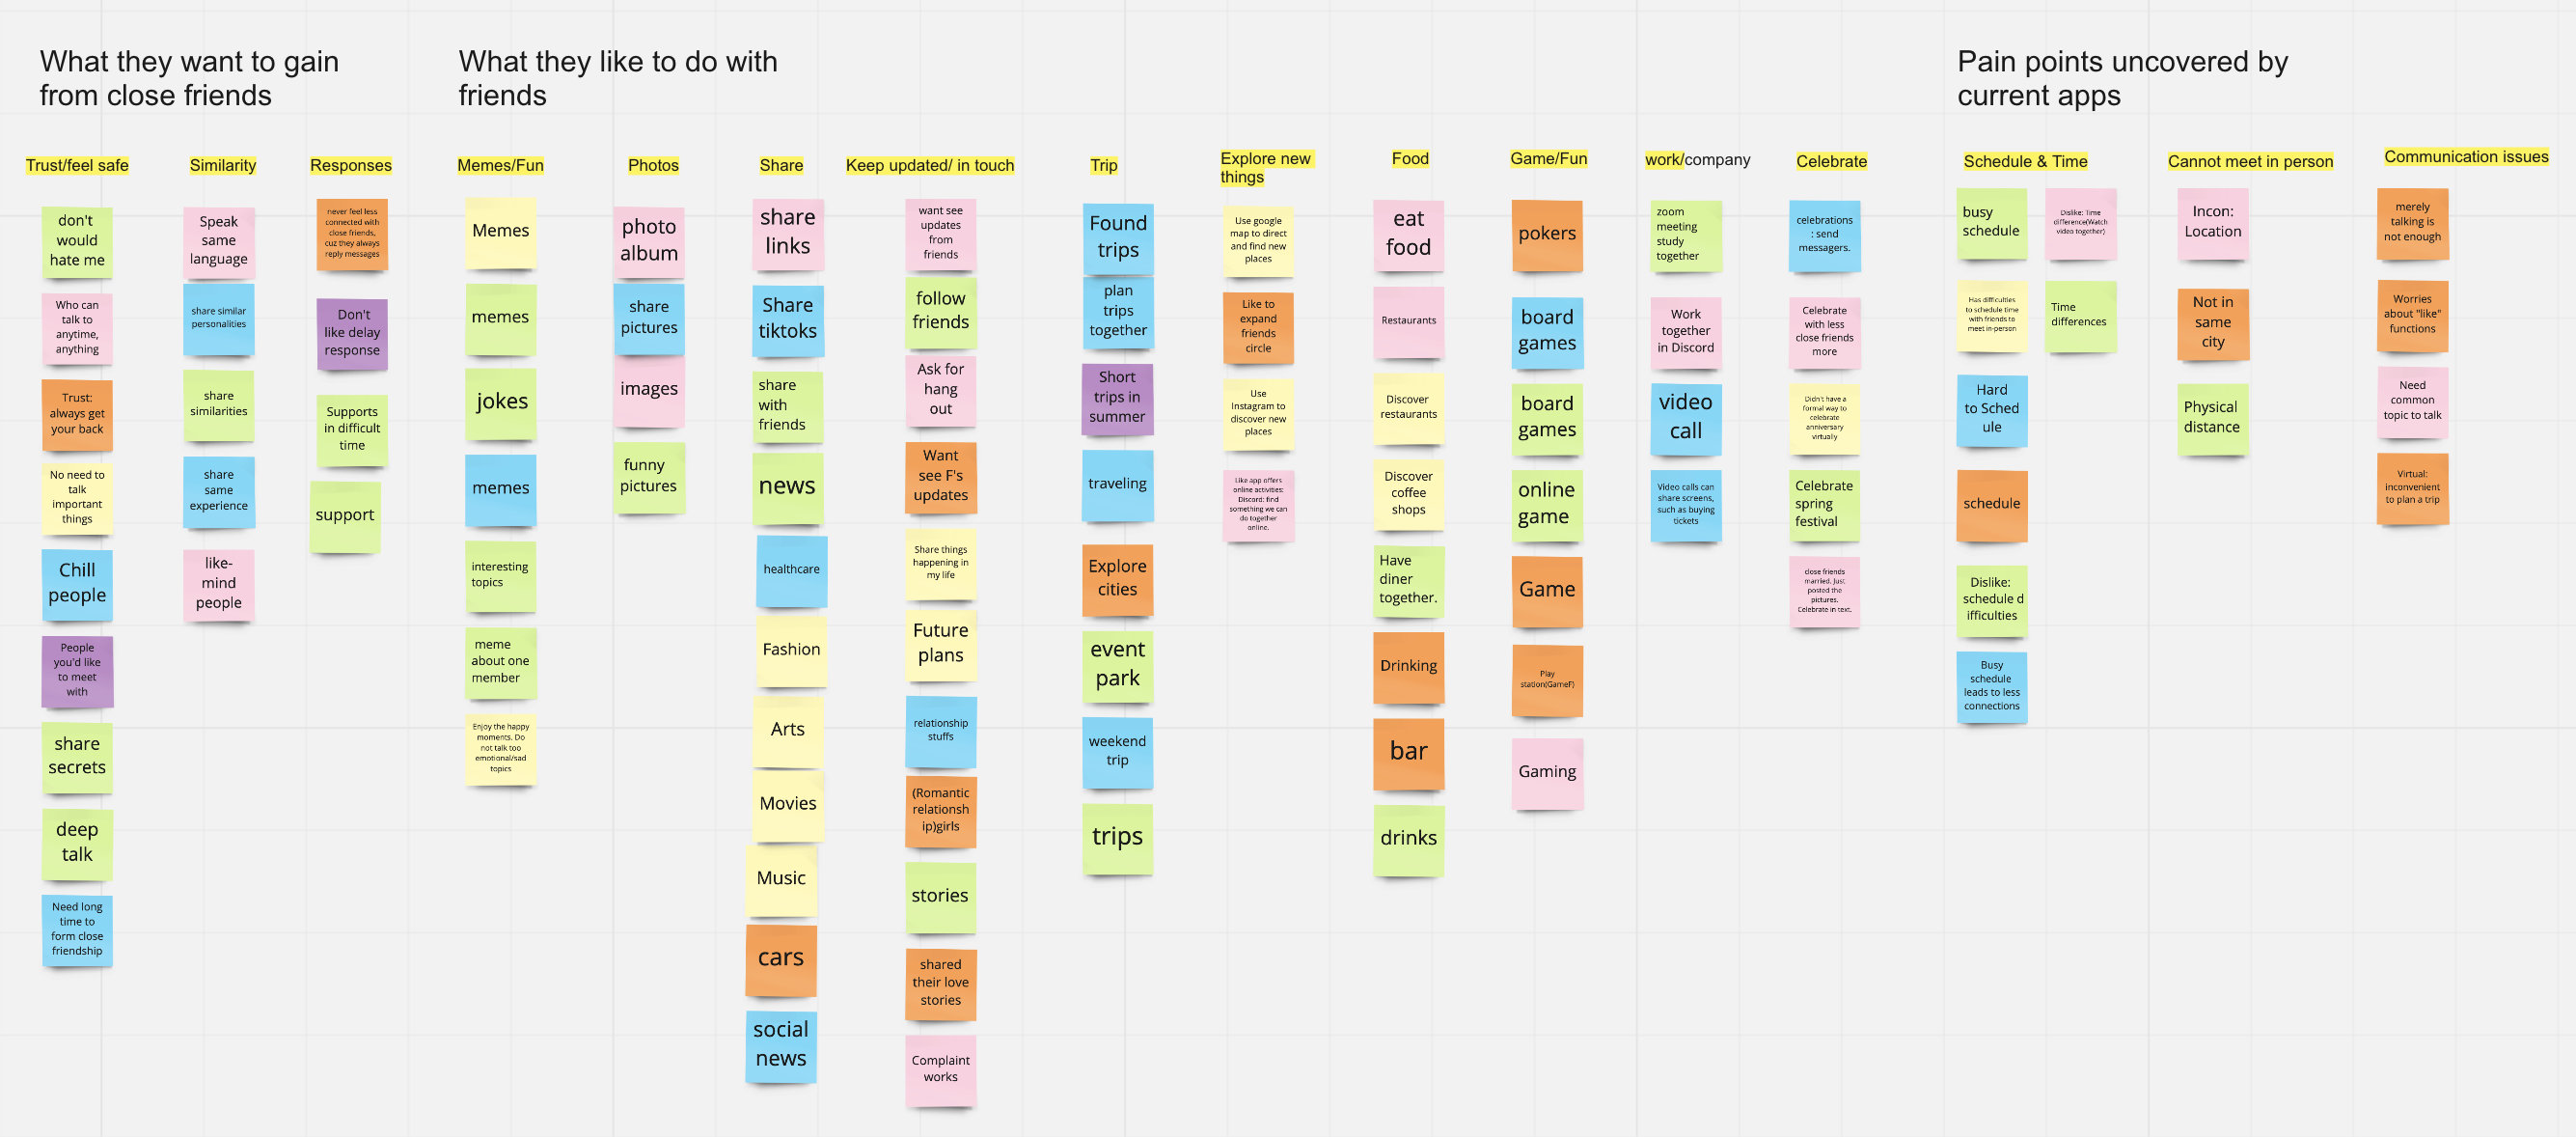 What they want to gain
from close friends
What they like to do with
friends
Pain points uncovered by
current apps
Trust/feel safe
don't
would
hate me
Who can
talk to
anytime,
anything
Trust:
always get
your back
No need to
talk
important
things
Chill
people
People
you'd like
to meet
with
share
secrets
deep
talk
Need long
time to
form close
friendship
Similarity
Speak
same
language
share similar
personalities
share
similarities
share
same
experience
like-
mind
people
Responses
never feel less
connected with
close friends,
cuz they always
reply messages
Don't
like delay
response
Supports
in difficult
time
support
Memes/Fun
Memes
memes
jokes
memes
interesting
topics
meme
about one
member
Enjoy the happy
moments. Do
not talk too
emotional/sad
topics
Photos
photo
album
share
pictures
images
funny
pictures
Share
share
links
Share
tiktoks
share
with
friends
news
healthcare
Fashion
Arts
Movies
Music
cars
social
news
Keep updated/ in touch
want see
updates
from
friends
follow
friends
Ask for
hang
out
Want
see F's
updates
Share things
happening in
my life
Future
plans
relationship
stuffs
(Romantic
relationsh
ip)girls
stories
shared
their love
stories
Complaint
works
Trip
Found
trips
plan
trips
together
Short
trips in
summer
traveling
Explore
cities
event
park
weekend
trip
trips
Explore new
things
Use google
map to direct
and find new
places
Like to
expand
friends
circle
Use
Instagram to
discover new
places
Like app offers
online activities:
Discord: find
something we can
do together
online.
Food
eat
food
Restaurants
Discover
restaurants
Discover
coffee
shops
Have
diner
together.
Drinking
bar
drinks
Game/Fun
pokers
board
games
board
games
online
game
Game
Play
station(GameF)
Gaming
work/company
zoom
meeting
study
together
Work
together
in Discord
video
call
Video calls can
share screens,
such as buying
tickets
Celebrate
celebrations
: send
messagers.
Celebrate
with less
close friends
more
Didn't have a
formal way to
celebrate
anniversary
virtually
Celebrate
spring
festival
close friends
married. Just
posted the
pictures.
Celebrate in text.
Schedule & Time
busy
schedule
Dislike: Time
difference(Watch
video together)
Has difficulties
to schedule time
with friends to
meet in-person
Time
differences
Hard
to Sched
ule
schedule
Dislike:
schedule d
ifficulties
Busy
schedule
leads to less
connections
Cannot meet in person
Incon:
Location
Not in
same
city
Physical
distance
Communication issues
merely
talking is
not enough
Worries
about "like"
functions
Need
common
topic to talk
Virtual:
inconvenient
to plan a trip